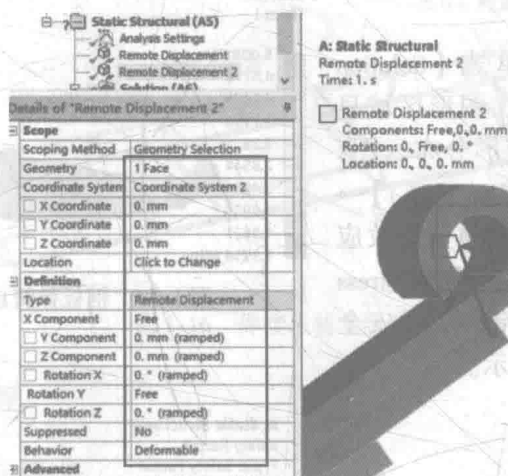 Static Structural (A5)
Analysis Settings
Remote Displacement
Remote Displacement 2
Solution (A6)
Details of "Remote Displacement 2"
Scope
Scoping Method Geometry Selection
Geometry 1 Face
Coordinate System Coordinate System 2
X Coordinate 0. mm
Y Coordinate 0. mm
Z Coordinate 0. mm
Location Click to Change
Definition
Type Remote Displacement
X Component Free
Y Component 0. mm (ramped)
Z Component 0. mm (ramped)
Rotation X 0. ° (ramped)
Rotation Y Free
Rotation Z 0. ° (ramped)
Suppressed No
Behavior Deformable
Advanced
A: Static Structural
Remote Displacement 2
Time: 1. s
Remote Displacement 2
Components: Free,0.,0. mm
Rotation: 0., Free, 0. °
Location: 0., 0., 0. mm